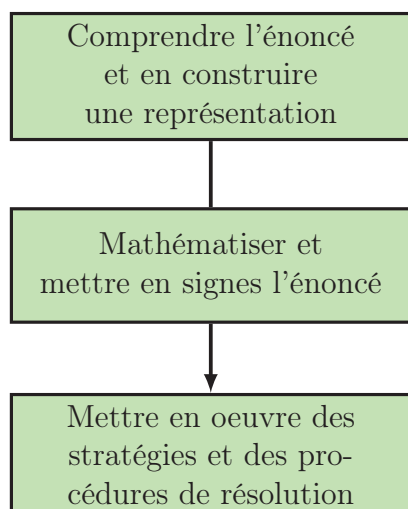 Comprendre l'énoncé
et en construire
une représentation
Mathématiser et
mettre en signes l'énoncé
Mettre en oeuvre des
stratégies et des pro-
cédures de résolution